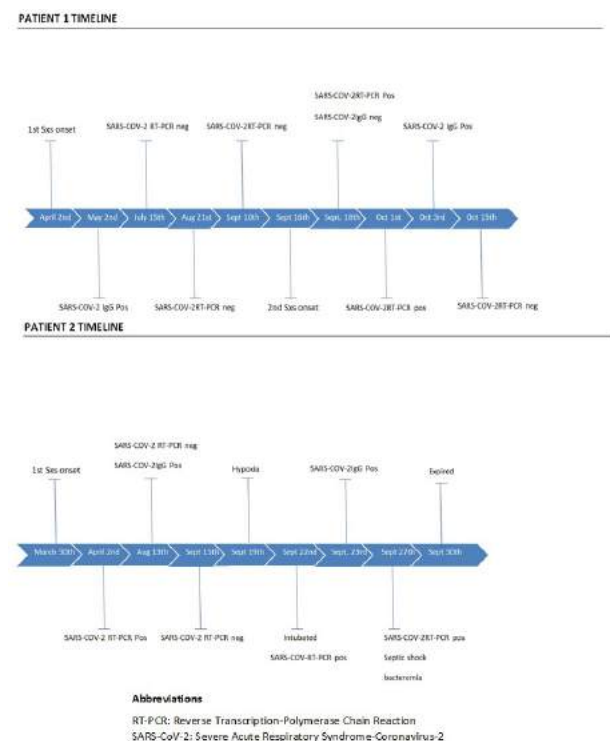 PATIENT 1 TIMELINE
SARS-COV-2RT-PCR Pos
SARS-COV-2IgG neg
1st Sxs onset
SARS-COV-2 RT-PCR neg
SARS-COV-2RT-PCR neg
SARS-COV-2 IgG Pos
April 2nd
May 2nd
July 15th
Aug 21st
Sept 10th
Sept 16th
Sept. 18th
Oct 1st
Oct 3rd
Oct 15th
SARS-COV-2 IgG Pos
SARS-COV-2RT-PCR neg
2nd Sxs onset
SARS-COV-2RT-PCR pos
SARS-COV-2RT-PCR neg
PATIENT 2 TIMELINE
SARS-COV-2 RT-PCR neg
SARS-COV-2IgG Pos
1st Sxs onset
Hypoxia
SARS-COV-2IgG Pos
Expired
March 30th
April 2nd
Aug 13th
Sept 15th
Sept 19th
Sept 22nd
Sept. 23rd
Sept 27th
Sept 30th
SARS-COV-2 RT-PCR Pos
SARS-COV-2 RT-PCR neg
Intubated
SARS-COV-RT-PCR pos
SARS-COV-2RT-PCR pos
Septic shock
bacteremia
Abbreviations
RT-PCR: Reverse Transcription-Polymerase Chain Reaction
SARS-CoV-2: Severe Acute Respiratory Syndrome-Coronavirus-2